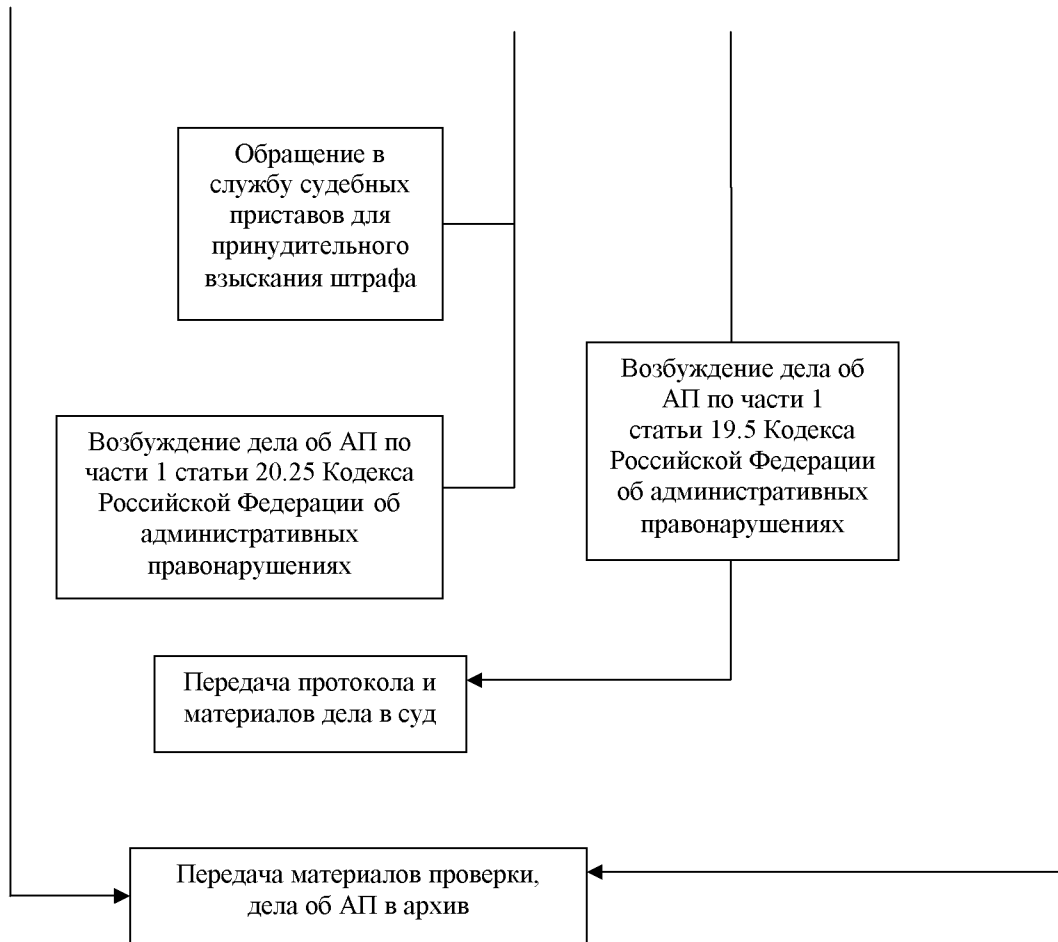 Обращение в
службу судебных
приставов для
принудительного
взыскания штрафа
Возбуждение дела об
АП по части 1
статьи 19.5 Кодекса
Российской Федерации
об административных
правонарушениях
Возбуждение дела об АП по
части 1 статьи 20.25 Кодекса
Российской Федерации об
административных
правонарушениях
Передача протокола и
материалов дела в суд
Передача материалов проверки,
дела об АП в архив